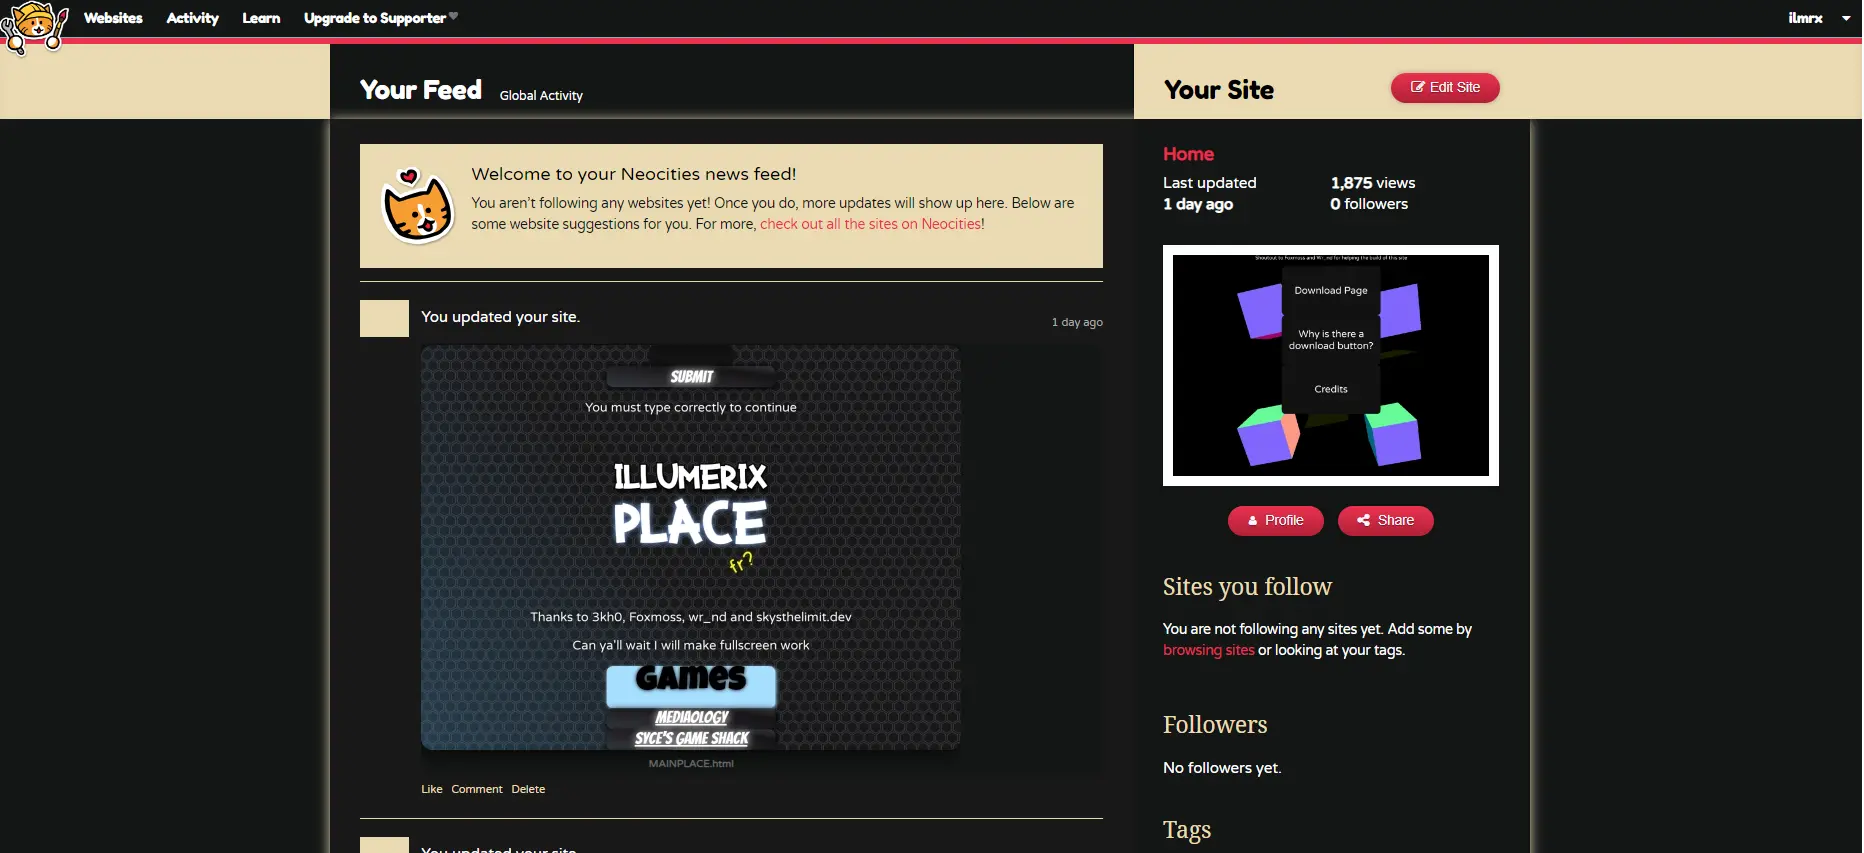 Websites Activity Learn Upgrade to Supporter
ilmrx
Your Feed Global Activity
Your Site
Edit Site
Welcome to your Neocities news feed!
You aren't following any websites yet! Once you do, more updates will show up here. Below are
some website suggestions for you. For more, check out all the sites on Neocities!
You updated your site.
1 day ago
SUBMIT
You must type correctly to continue
ILLUMERIX
PLACE
fr?
Thanks to 3kh0, Foxmoss, wr_nd and skysthelimit.dev
Can ya'll wait I will make fullscreen work
Games
MEDIAOLOGY
SYCE'S GAME SHACK
MAINPLACE.html
Like Comment Delete
You updated your site.
Home
Last updated
1 day ago
1,875 views
0 followers
Shoutout to Foxmoss and Wr_nd for helping the build of this site
Download Page
Why is there a
download button?
Credits
Profile
Share
Sites you follow
You are not following any sites yet. Add some by
browsing sites or looking at your tags.
Followers
No followers yet.
Tags